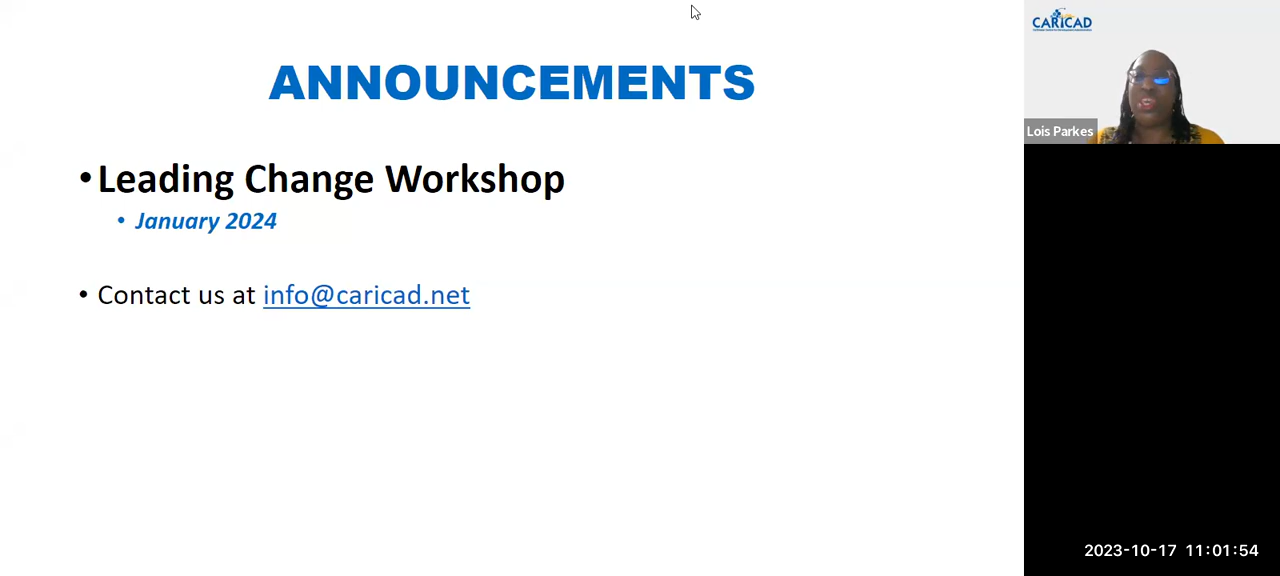 ANNOUNCEMENTS
• Leading Change Workshop
• January 2024
• Contact us at info@caricad.net
CARICAD
Lois Parkes
2023-10-17 11:01:54